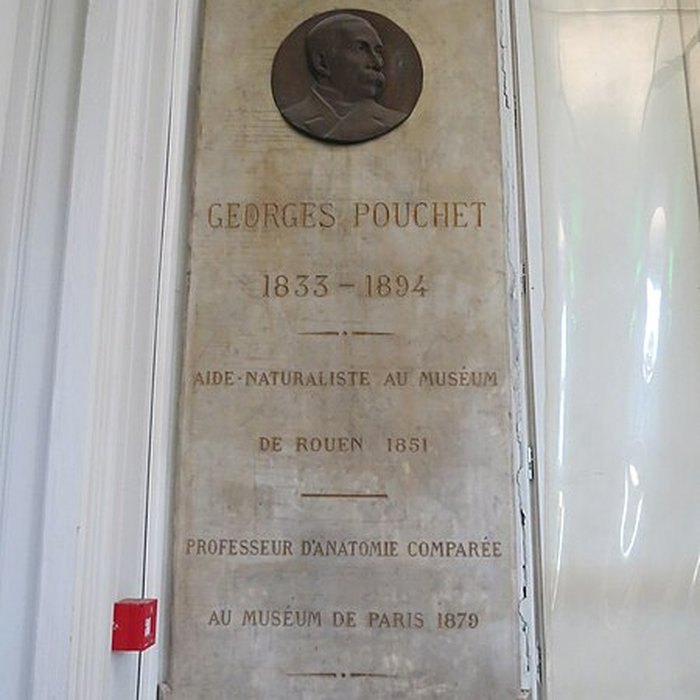 GEORGES POUCHET
1833 – 1894
AIDE-NATURALISTE AU MUSÉUM
DE ROUEN 1851
PROFESSEUR D'ANATOMIE COMPARÉE
AU MUSÉUM DE PARIS 1879